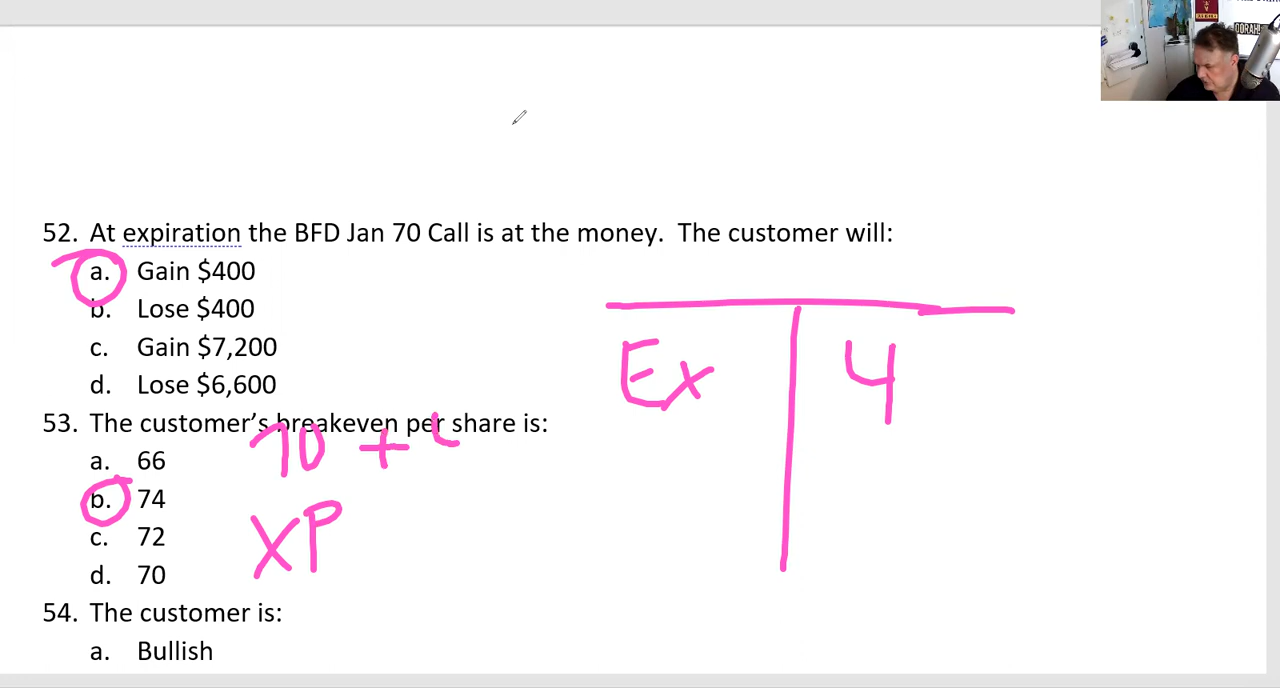 OORAH!
52. At expiration the BFD Jan 70 Call is at the money. The customer will:
a. Gain $400
b. Lose $400
c. Gain $7,200
d. Lose $6,600
Ex 4
53. The customer's breakeven per share is:
70 +
a. 66
b. 74
XP
c. 72
d. 70
54. The customer is:
a. Bullish